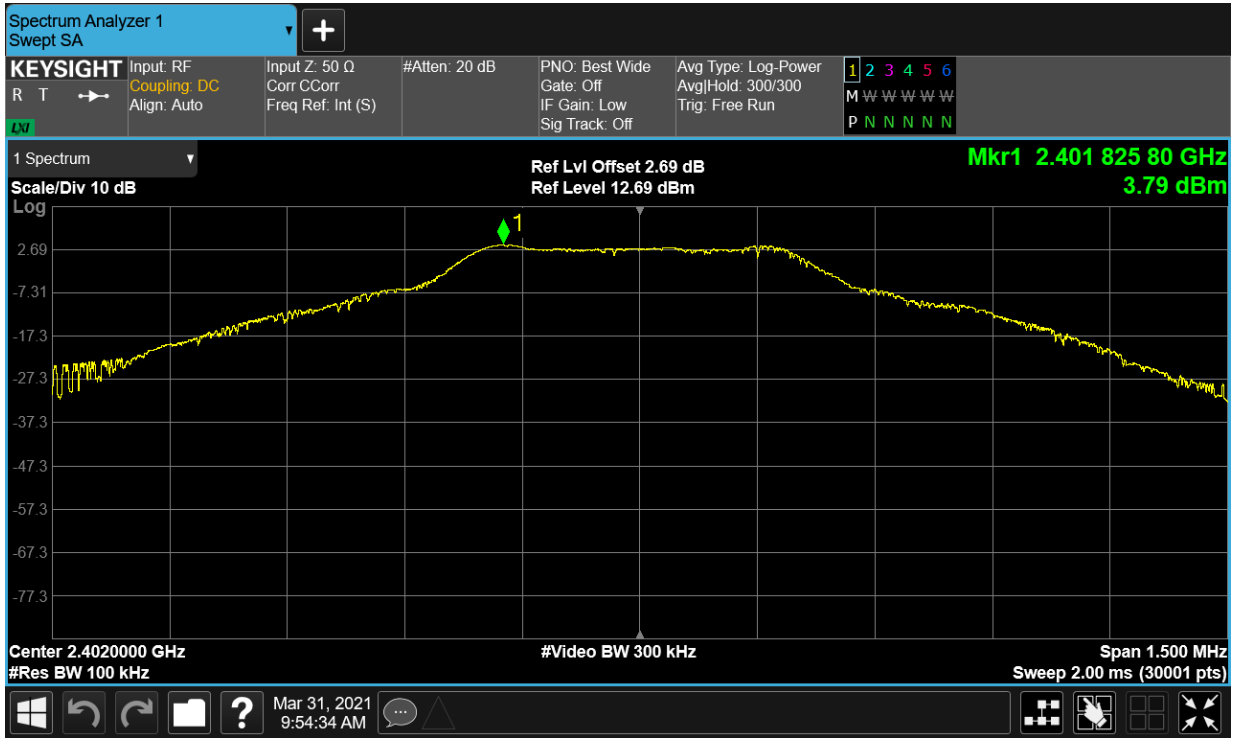 Spectrum Analyzer 1
Swept SA
+
KEYSIGHT
R T
LXI
Input: RF
Coupling: DC
Align: Auto
Input Z: 50 Ω
Corr CCorr
Freq Ref: Int (S)
#Atten: 20 dB
PNO: Best Wide
Gate: Off
IF Gain: Low
Sig Track: Off
Avg Type: Log-Power
Avg|Hold: 300/300
Trig: Free Run
1 2 3 4 5 6
M W W W W W
P N N N N N
1 Spectrum
Scale/Div 10 dB
Log
Ref Lvl Offset 2.69 dB
Ref Level 12.69 dBm
Mkr1 2.401 825 80 GHz
3.79 dBm
1
2.69
-7.31
-17.3
-27.3
-37.3
-47.3
-57.3
-67.3
-77.3
Center 2.4020000 GHz
#Res BW 100 kHz
#Video BW 300 kHz
Span 1.500 MHz
Sweep 2.00 ms (30001 pts)
?
Mar 31, 2021
9:54:34 AM